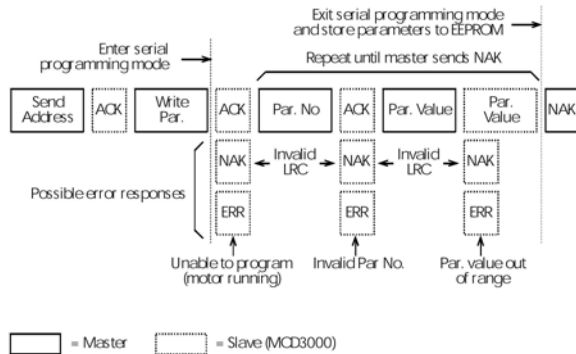 Exit serial programming mode
and store parameters to EEPROM
Enter serial
programming mode
Repeat until master sends NAK
Send
Address
ACK
Write
Par.
ACK
Par. No
ACK
Par. Value
Par.
Value
NAK
NAK
Invalid
LRC
NAK
Invalid
LRC
NAK
Possible error responses
ERR
ERR
ERR
Unable to program
(motor running)
Invalid Par No.
Par. value out
of range
= Master
= Slave (MCD3000)